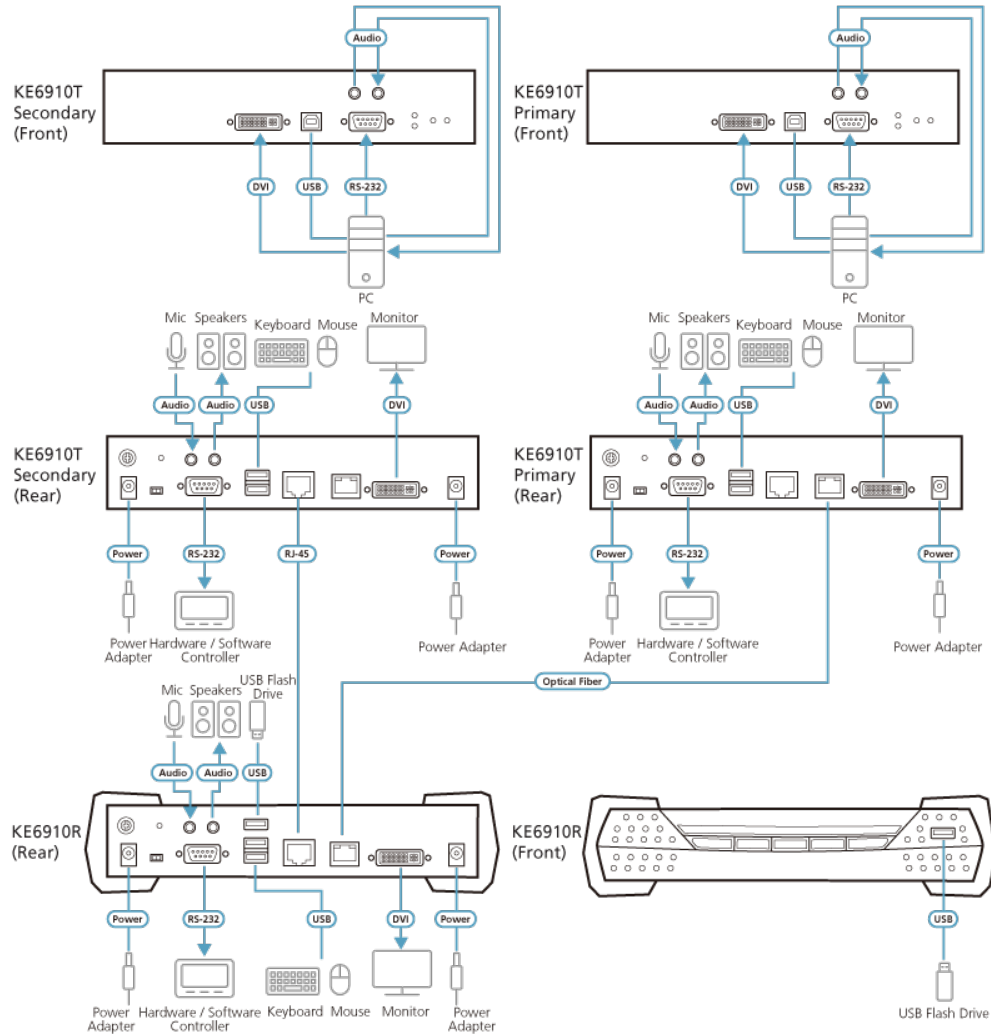 Audio
Audio
KE6910T
Secondary
(Front)
KE6910T
Primary
(Front)
DVI
USB
RS-232
DVI
USB
RS-232
PC
PC
Mic
Speakers
Keyboard
Mouse
Monitor
Mic
Speakers
Keyboard
Mouse
Monitor
Audio
Audio
USB
DVI
Audio
Audio
USB
DVI
KE6910T
Secondary
(Rear)
KE6910T
Primary
(Rear)
Power
RS-232
RJ-45
Power
Power
RS-232
Power
Power
Adapter
Hardware / Software
Controller
Power Adapter
Power
Adapter
Hardware / Software
Controller
Power Adapter
Optical Fiber
Mic
Speakers
USB Flash
Drive
Audio
Audio
USB
KE6910R
(Rear)
KE6910R
(Front)
Power
RS-232
USB
DVI
Power
USB
Power
Adapter
Hardware / Software
Controller
Keyboard
Mouse
Monitor
Power
Adapter
USB Flash Drive